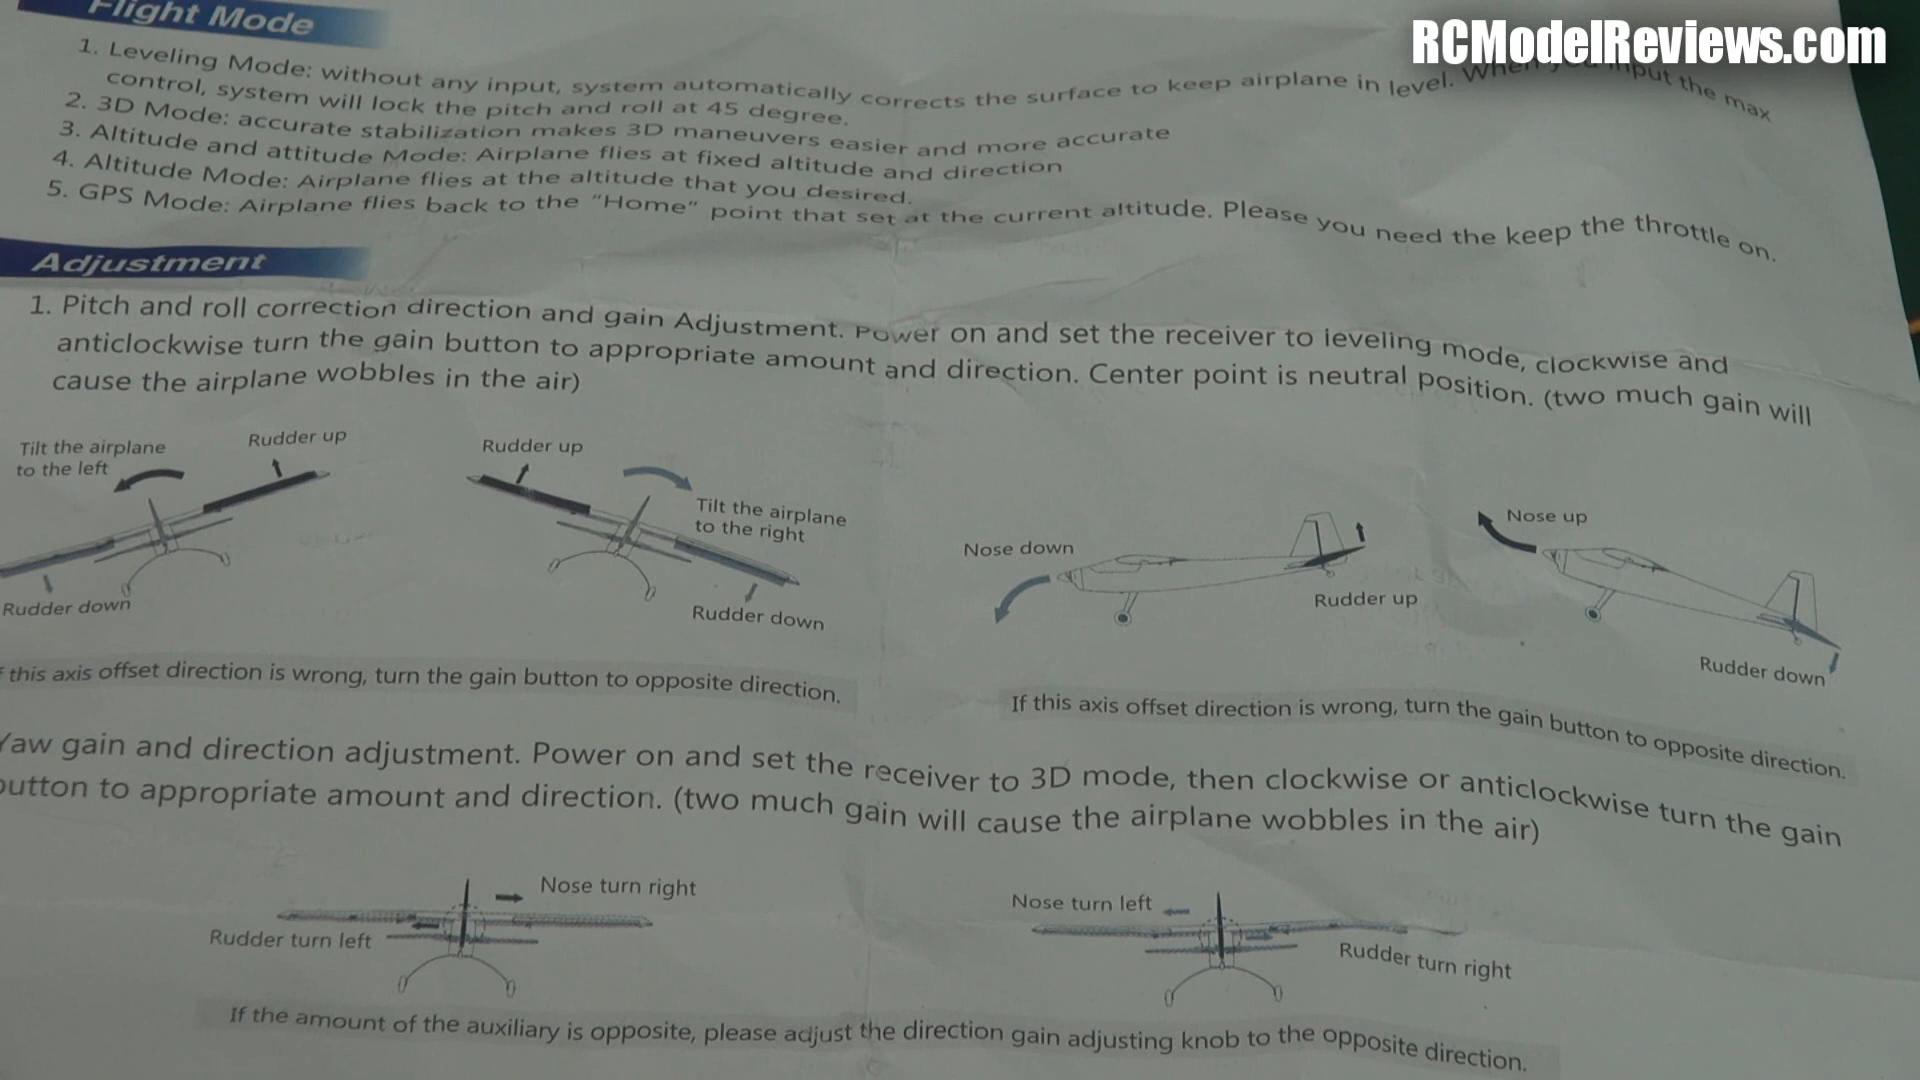 RCModelReviews.com
Flight Mode
1. Leveling Mode: without any input, system automatically corrects the surface to keep airplane in level. When you input the max
control, system will lock the pitch and roll at 45 degree.
2. 3D Mode: accurate stabilization makes 3D maneuvers easier and more accurate
3. Altitude and attitude Mode: Airplane flies at fixed altitude and direction
4. Altitude Mode: Airplane flies at the altitude that you desired.
5. GPS Mode: Airplane flies back to the "Home" point that set at the current altitude. Please you need the keep the throttle on.
Adjustment
1. Pitch and roll correction direction and gain Adjustment. Power on and set the receiver to leveling mode, clockwise and
anticlockwise turn the gain button to appropriate amount and direction. Center point is neutral position. (two much gain will
cause the airplane wobbles in the air)
Tilt the airplane
to the left
Rudder up
Rudder down
Rudder up
Tilt the airplane
to the right
Rudder down
Nose down
Rudder up
Nose up
Rudder down
this axis offset direction is wrong, turn the gain button to opposite direction.
If this axis offset direction is wrong, turn the gain button to opposite direction.
Yaw gain and direction adjustment. Power on and set the receiver to 3D mode, then clockwise or anticlockwise turn the gain
button to appropriate amount and direction. (two much gain will cause the airplane wobbles in the air)
Nose turn right
Rudder turn left
Nose turn left
Rudder turn right
If the amount of the auxiliary is opposite, please adjust the direction gain adjusting knob to the opposite direction.